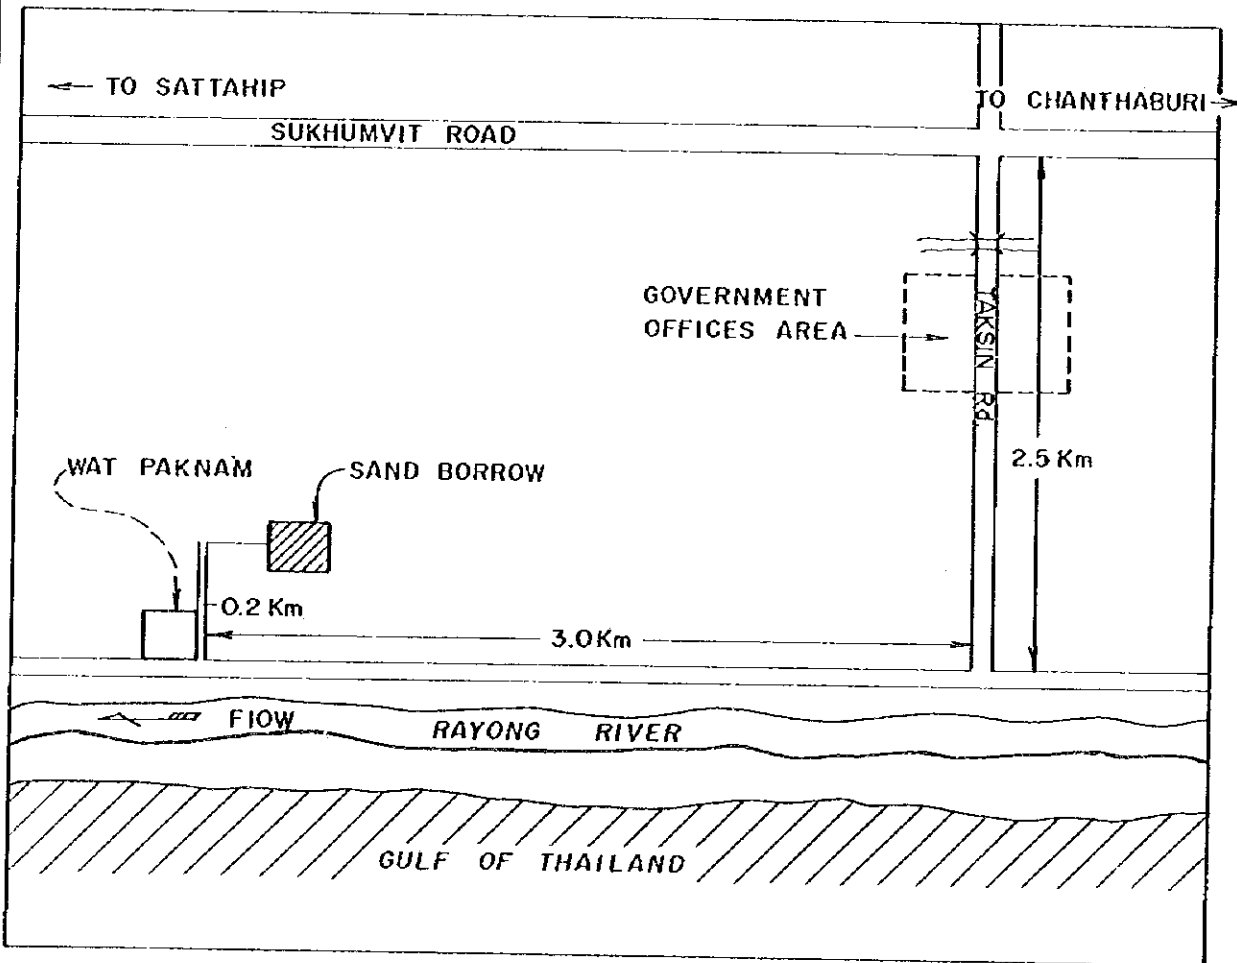 TO SATTAHIP
TO CHANTHABURI
SUKHUMVIT ROAD
GOVERNMENT
OFFICES AREA
TAKSIN Rd.
2.5 Km
WAT PAKNAM
SAND BORROW
0.2 Km
3.0 Km
FlOW
RAYONG RIVER
GULF OF THAILAND